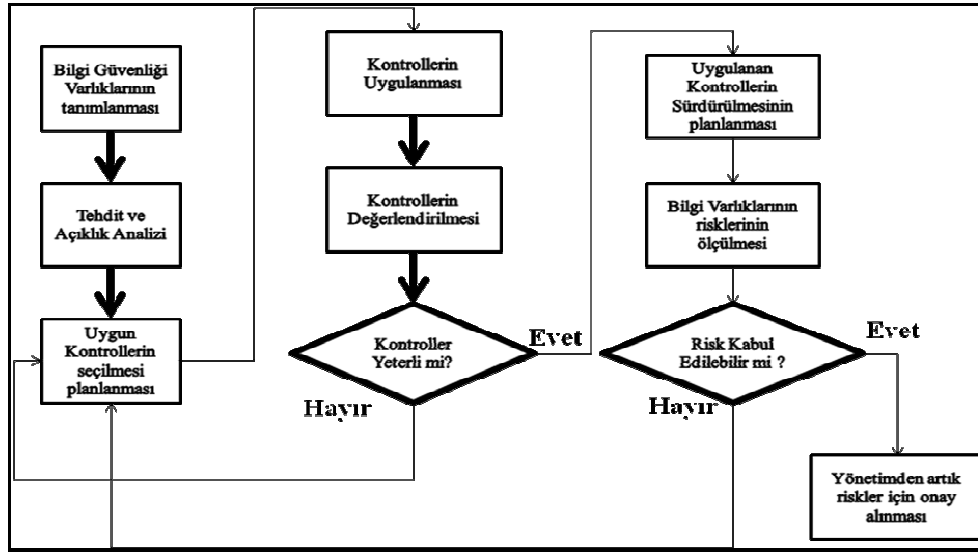 Bilgi Güvenliği
Varlıklarının
tanımlanması
Tehdit ve
Açıklık Analizi
Uygun
Kontrollerin
seçilmesi
planlanması
Kontrollerin
Uygulanması
Kontrollerin
Değerlendirilmesi
Kontroller
Yeterli mi?
Evet
Hayır
Uygulanan
Kontrollerin
Sürdürülmesinin
planlanması
Bilgi Varlıklarının
risklerinin
ölçülmesi
Risk Kabul
Edilebilir mi ?
Evet
Hayır
Yönetimden artık
riskler için onay
alınması